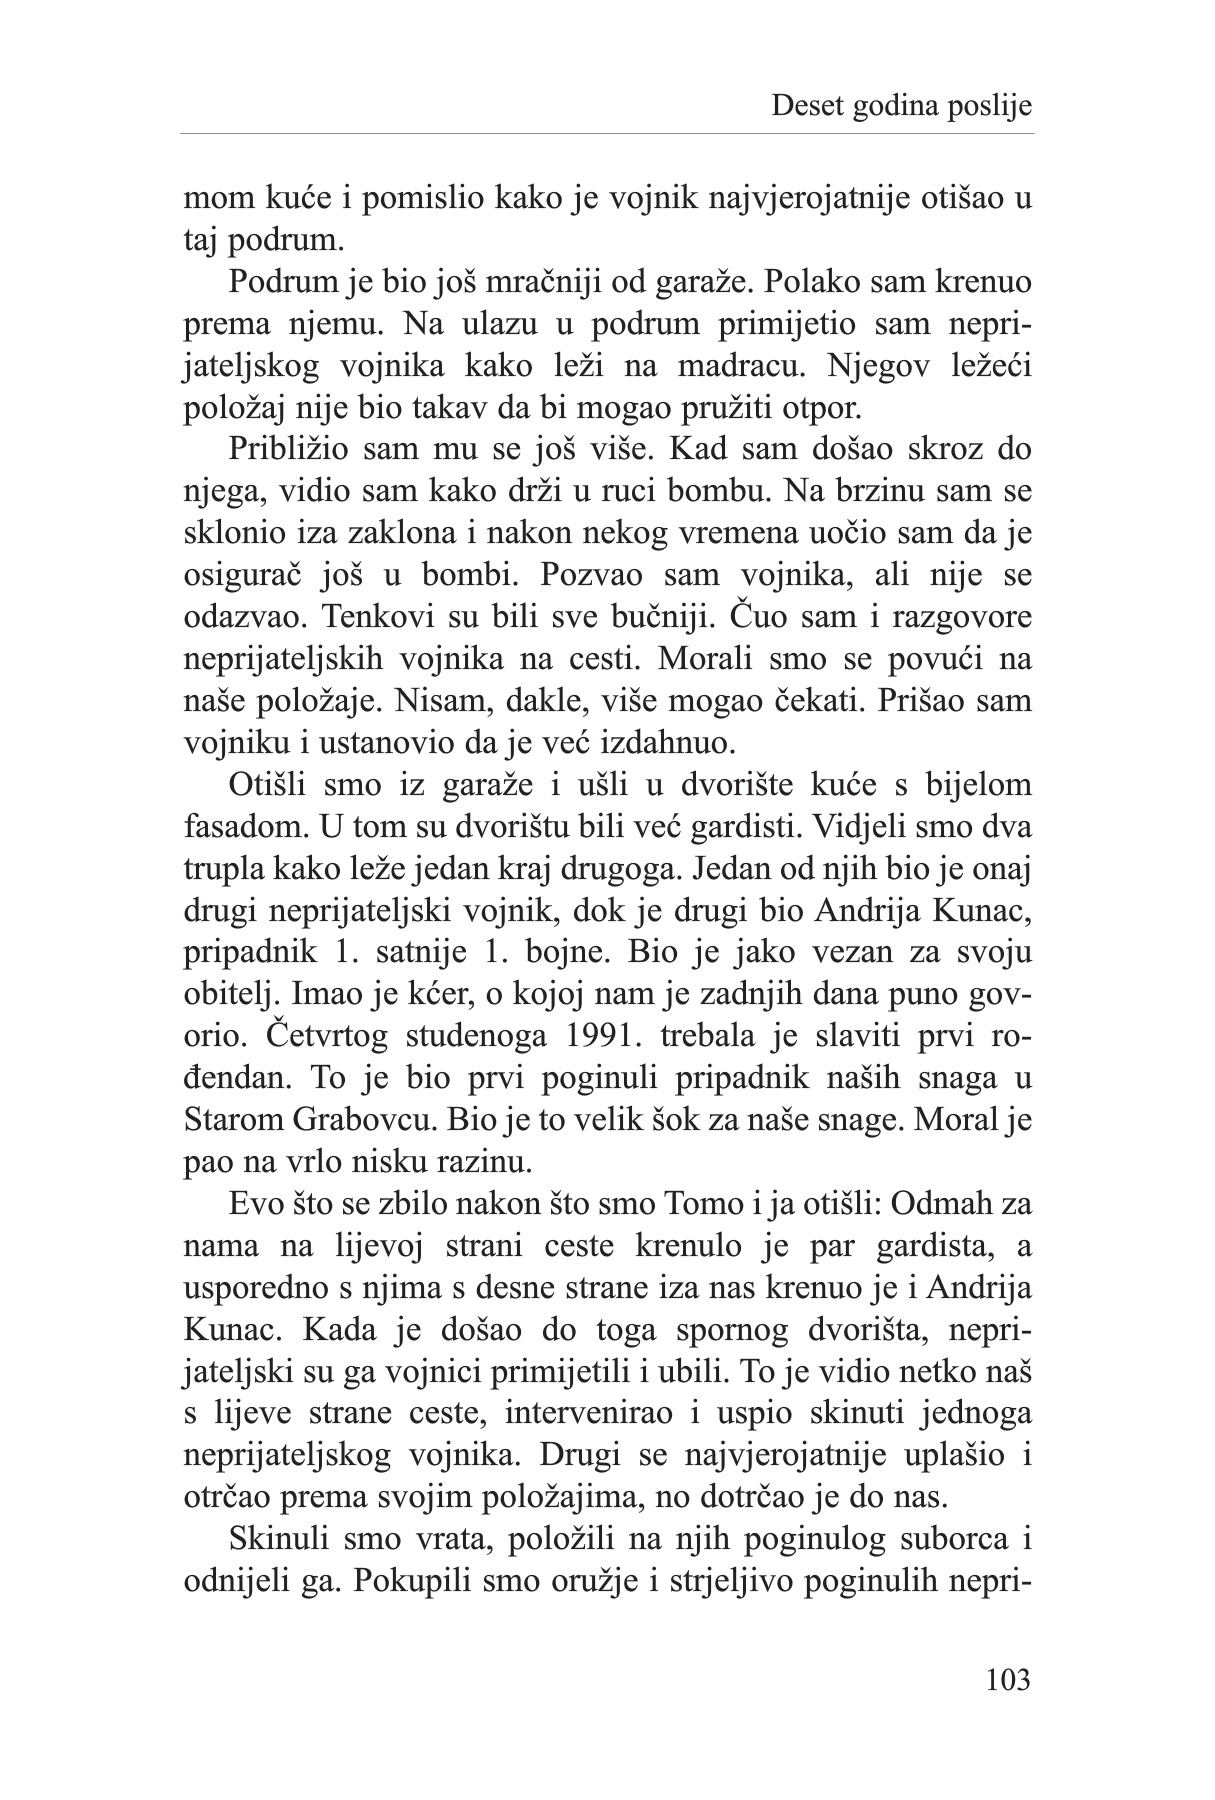 Deset godina poslije
mom kuće i pomislio kako je vojnik najvjerojatnije otišao u
taj podrum.
Podrum je bio još mračniji od garaže. Polako sam krenuo
prema njemu. Na ulazu u podrum primijetio sam nepri-
jateljskog vojnika kako leži na madracu. Njegov ležeći
položaj nije bio takav da bi mogao pružiti otpor.
Približio sam mu se još više. Kad sam došao skroz do
njega, vidio sam kako drži u ruci bombu. Na brzinu sam se
sklonio iza zaklona i nakon nekog vremena uočio sam da je
osigurač još u bombi. Pozvao sam vojnika, ali nije se
odazvao. Tenkovi su bili sve bučniji. Čuo sam i razgovore
neprijateljskih vojnika na cesti. Morali smo se povući na
naše položaje. Nisam, dakle, više mogao čekati. Prišao sam
vojniku i ustanovio da je već izdahnuo.
Otišli smo iz garaže i ušli u dvorište kuće s bijelom
fasadom. U tom su dvorištu bili već gardisti. Vidjeli smo dva
trupla kako leže jedan kraj drugoga. Jedan od njih bio je onaj
drugi neprijateljski vojnik, dok je drugi bio Andrija Kunac,
pripadnik 1. satnije 1. bojne. Bio je jako vezan za svoju
obitelj. Imao je kćer, o kojoj nam je zadnjih dana puno gov-
orio. Četvrtog studenoga 1991. trebala je slaviti prvi ro-
đendan. To je bio prvi poginuli pripadnik naših snaga u
Starom Grabovcu. Bio je to velik šok za naše snage. Moral je
pao na vrlo nisku razinu.
Evo što se zbilo nakon što smo Tomo i ja otišli: Odmah za
nama na lijevoj strani ceste krenulo je par gardista, a
usporedno s njima s desne strane iza nas krenuo je i Andrija
Kunac. Kada je došao do toga spornog dvorišta, nepri-
jateljski su ga vojnici primijetili i ubili. To je vidio netko naš
s lijeve strane ceste, intervenirao i uspio skinuti jednoga
neprijateljskog vojnika. Drugi se najvjerojatnije uplašio i
otrčao prema svojim položajima, no dotrčao je do nas.
Skinuli smo vrata, položili na njih poginulog suborca i
odnijeli ga. Pokupili smo oružje i strjeljivo poginulih nepri-
103